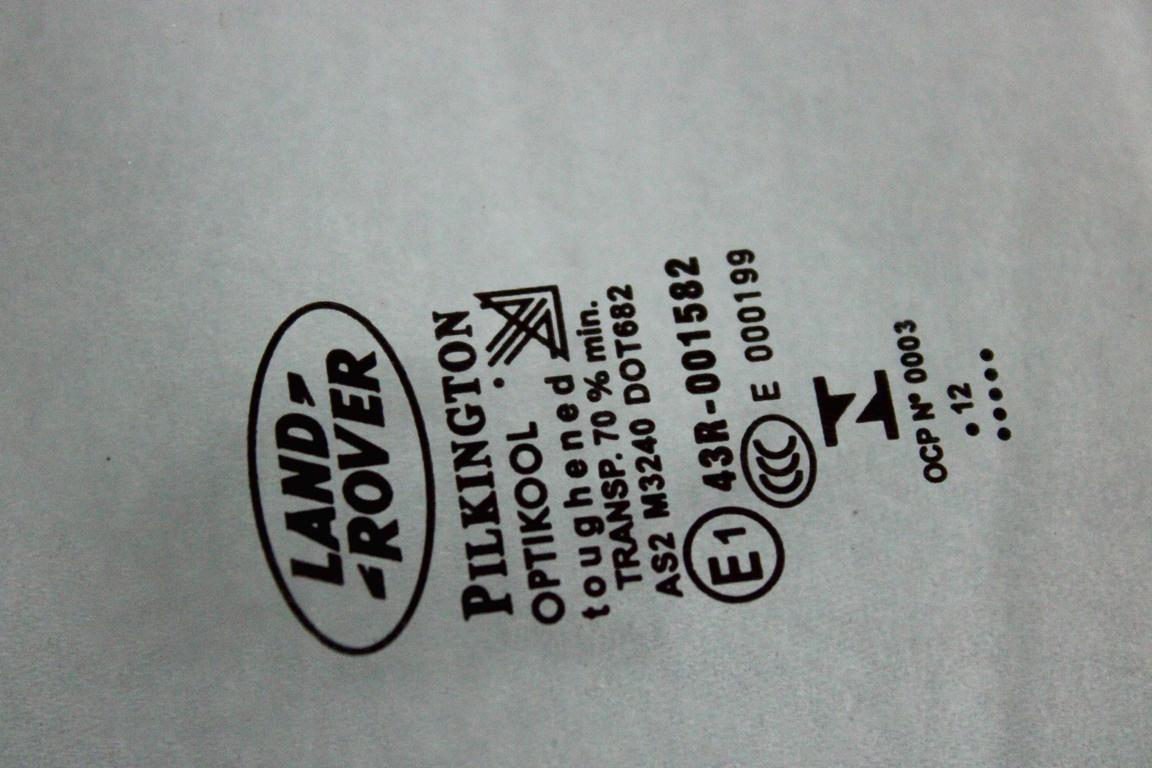 LAND
ROVER
PILKINGTON
OPTIKOOL
toughened
TRANSP. 70 % min.
AS2 M3240 DOT682
E1 43R-001582
CCC E 000199
OCP Nº 0003
. 12
.....